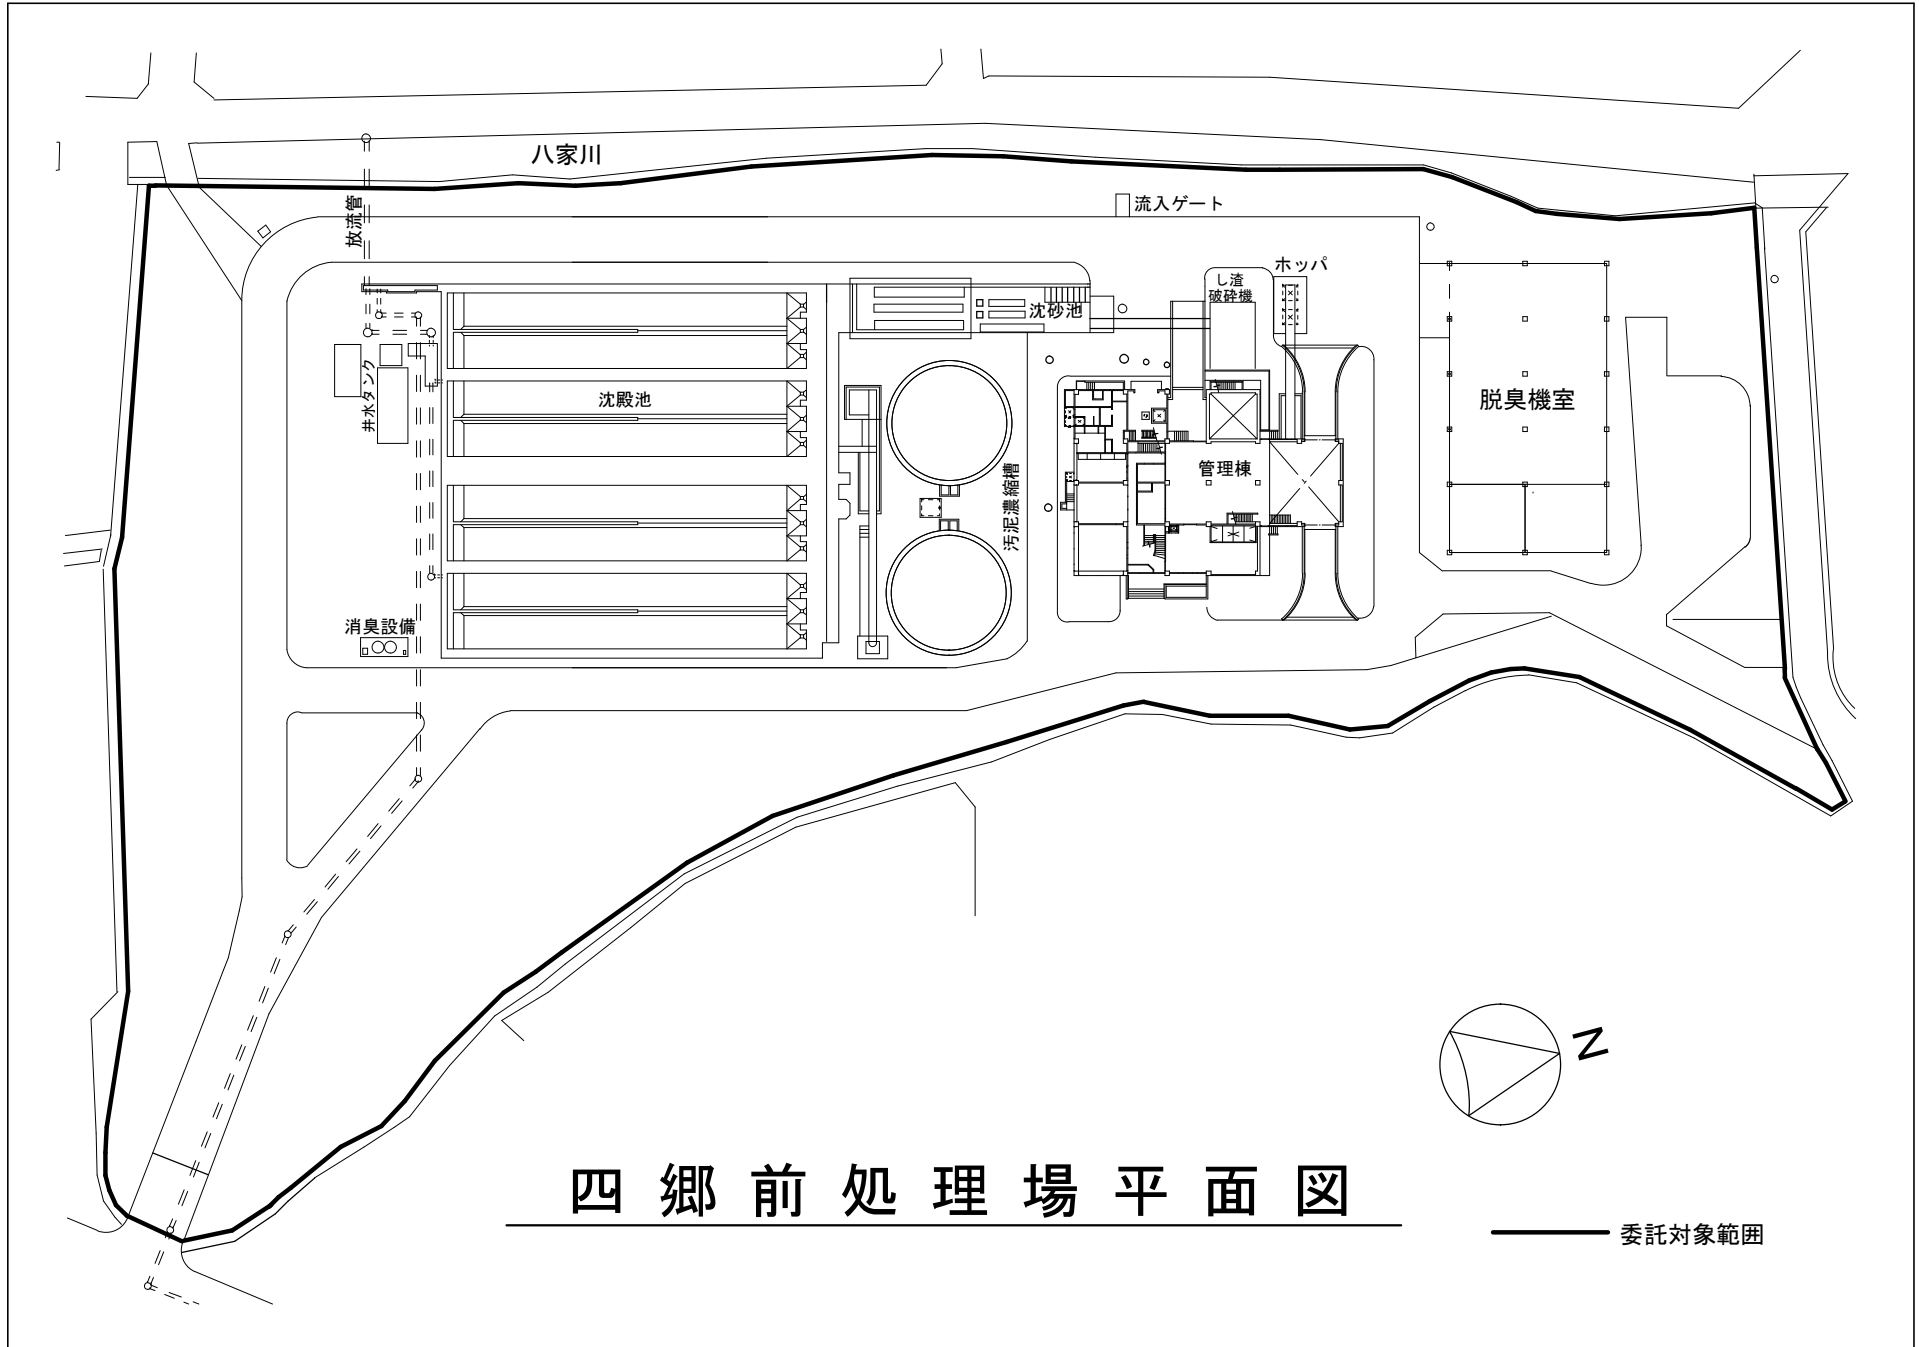 八家川
放流管
流入ゲート
ホッパ
し渣
破砕機
沈砂池
井水タンク
沈殿池
脱臭機室
管理棟
汚泥濃縮槽
消臭設備
N
四郷前処理場平面図
委託対象範囲